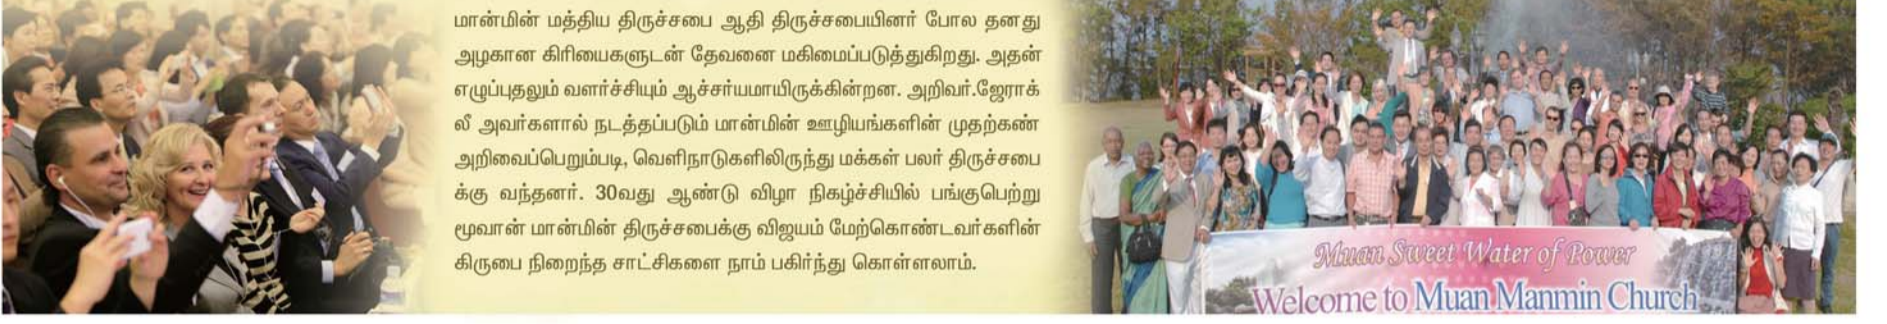 மான்மின் மத்திய திருச்சபை ஆதி திருச்சபையினர் போல தனது
அழகான கிரியைகளுடன் தேவனை மகிமைப்படுத்துகிறது. அதன்
எழுப்புதலும் வளர்ச்சியும் ஆச்சர்யமாயிருக்கின்றன. அறிவர்.ஜேராக்
லீ அவர்களால் நடத்தப்படும் மான்மின் ஊழியங்களின் முதற்கண்
அறிவைப்பெறும்படி, வெளிநாடுகளிலிருந்து மக்கள் பலர் திருச்சபை
க்கு வந்தனர். 30வது ஆண்டு விழா நிகழ்ச்சியில் பங்குபெற்று
மூவான் மான்மின் திருச்சபைக்கு விஜயம் மேற்கொண்டவர்களின்
கிருபை நிறைந்த சாட்சிகளை நாம் பகிர்ந்து கொள்ளலாம்.
Muan Sweet Water of Power
Welcome to Muan Manmin Church